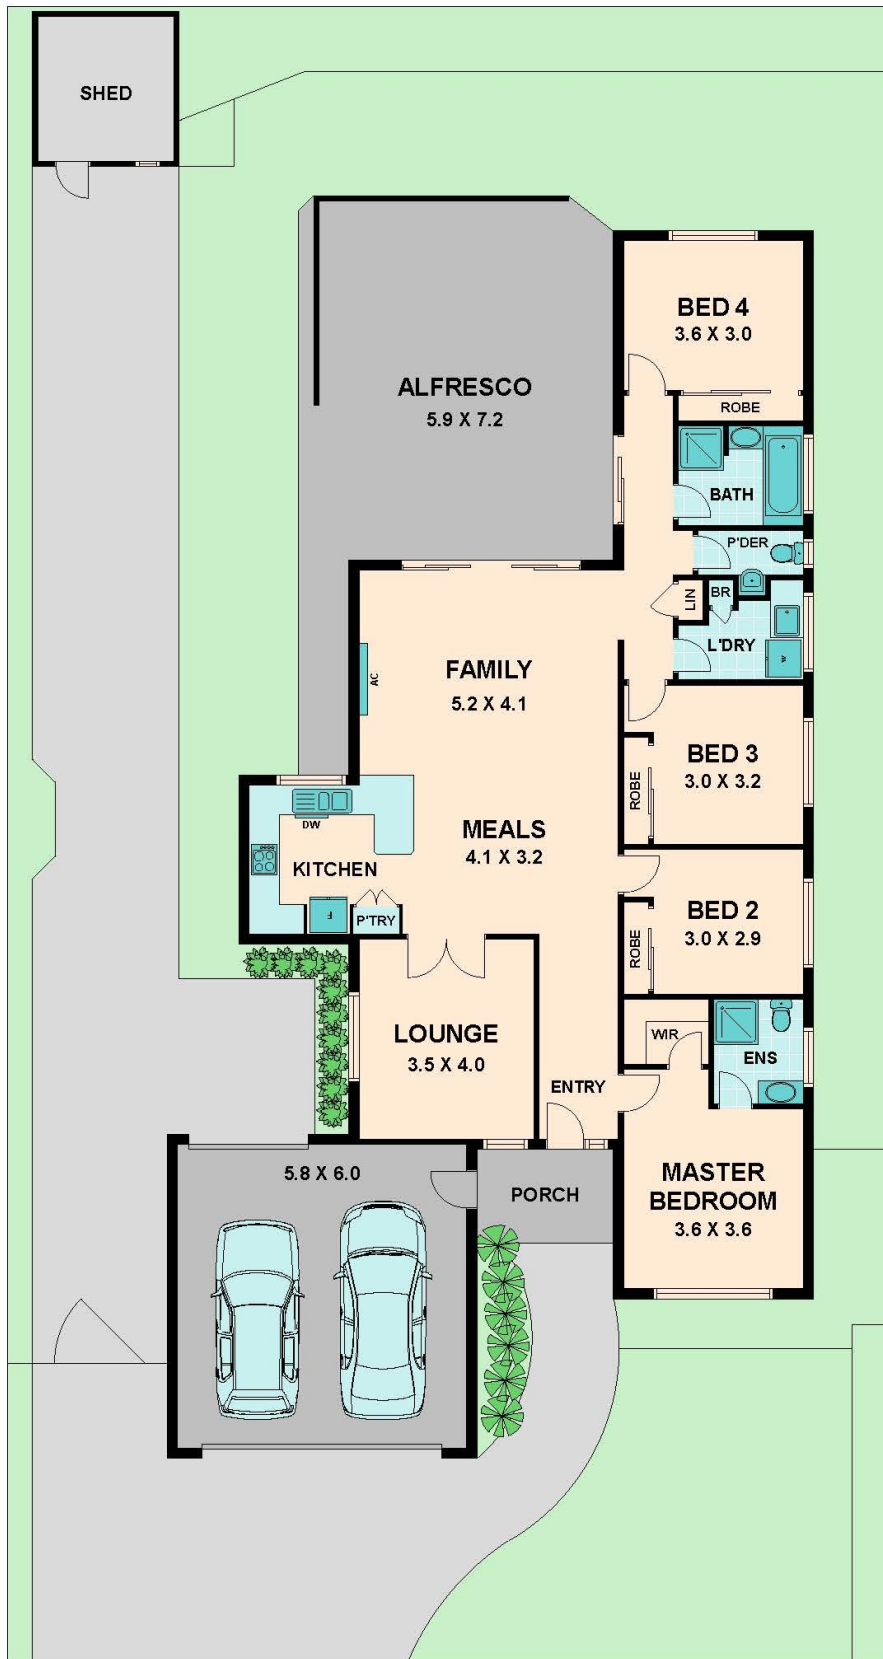 SHED
BED 4
3.6 X 3.0
ROBE
ALFRESCO
5.9 X 7.2
BATH
P'DER
LIN
BR
L'DRY
W
FAMILY
5.2 X 4.1
AC
BED 3
3.0 X 3.2
ROBE
MEALS
4.1 X 3.2
DW
KITCHEN
F
P'TRY
BED 2
3.0 X 2.9
ROBE
LOUNGE
3.5 X 4.0
WIR
ENS
ENTRY
5.8 X 6.0
PORCH
MASTER
BEDROOM
3.6 X 3.6